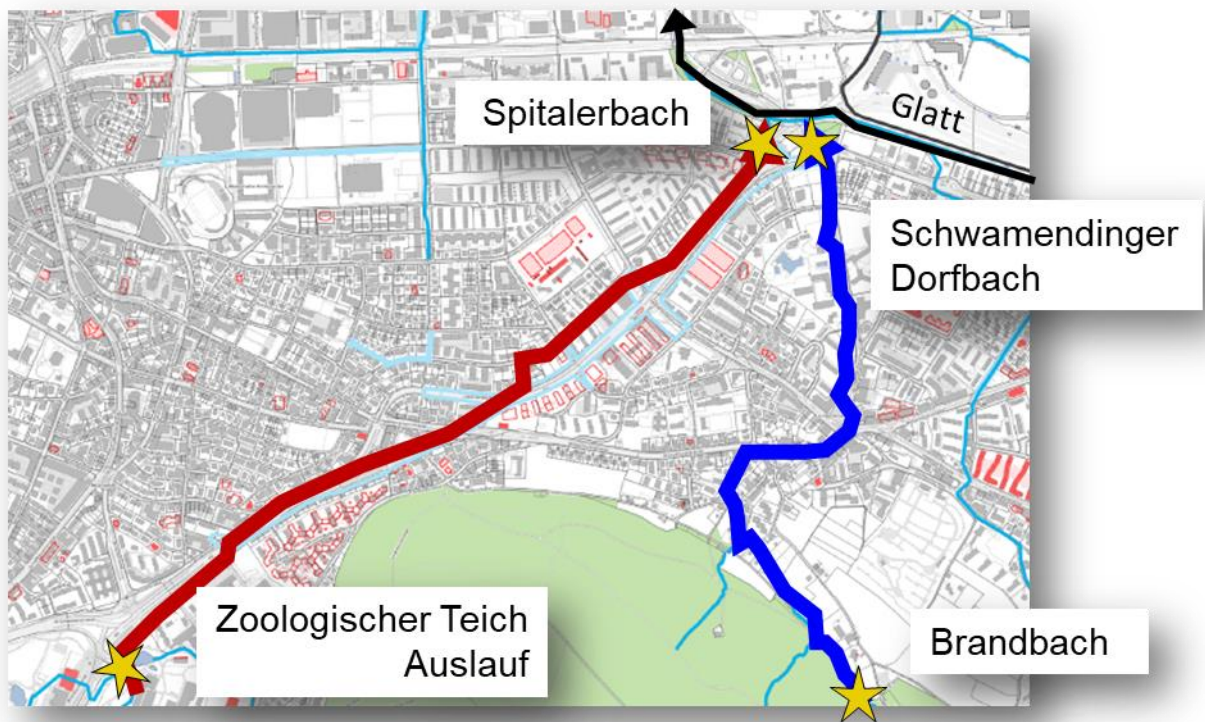 Spitalerbach
Glatt
Schwamendinger
Dorfbach
Zoologischer Teich
Auslauf
Brandbach